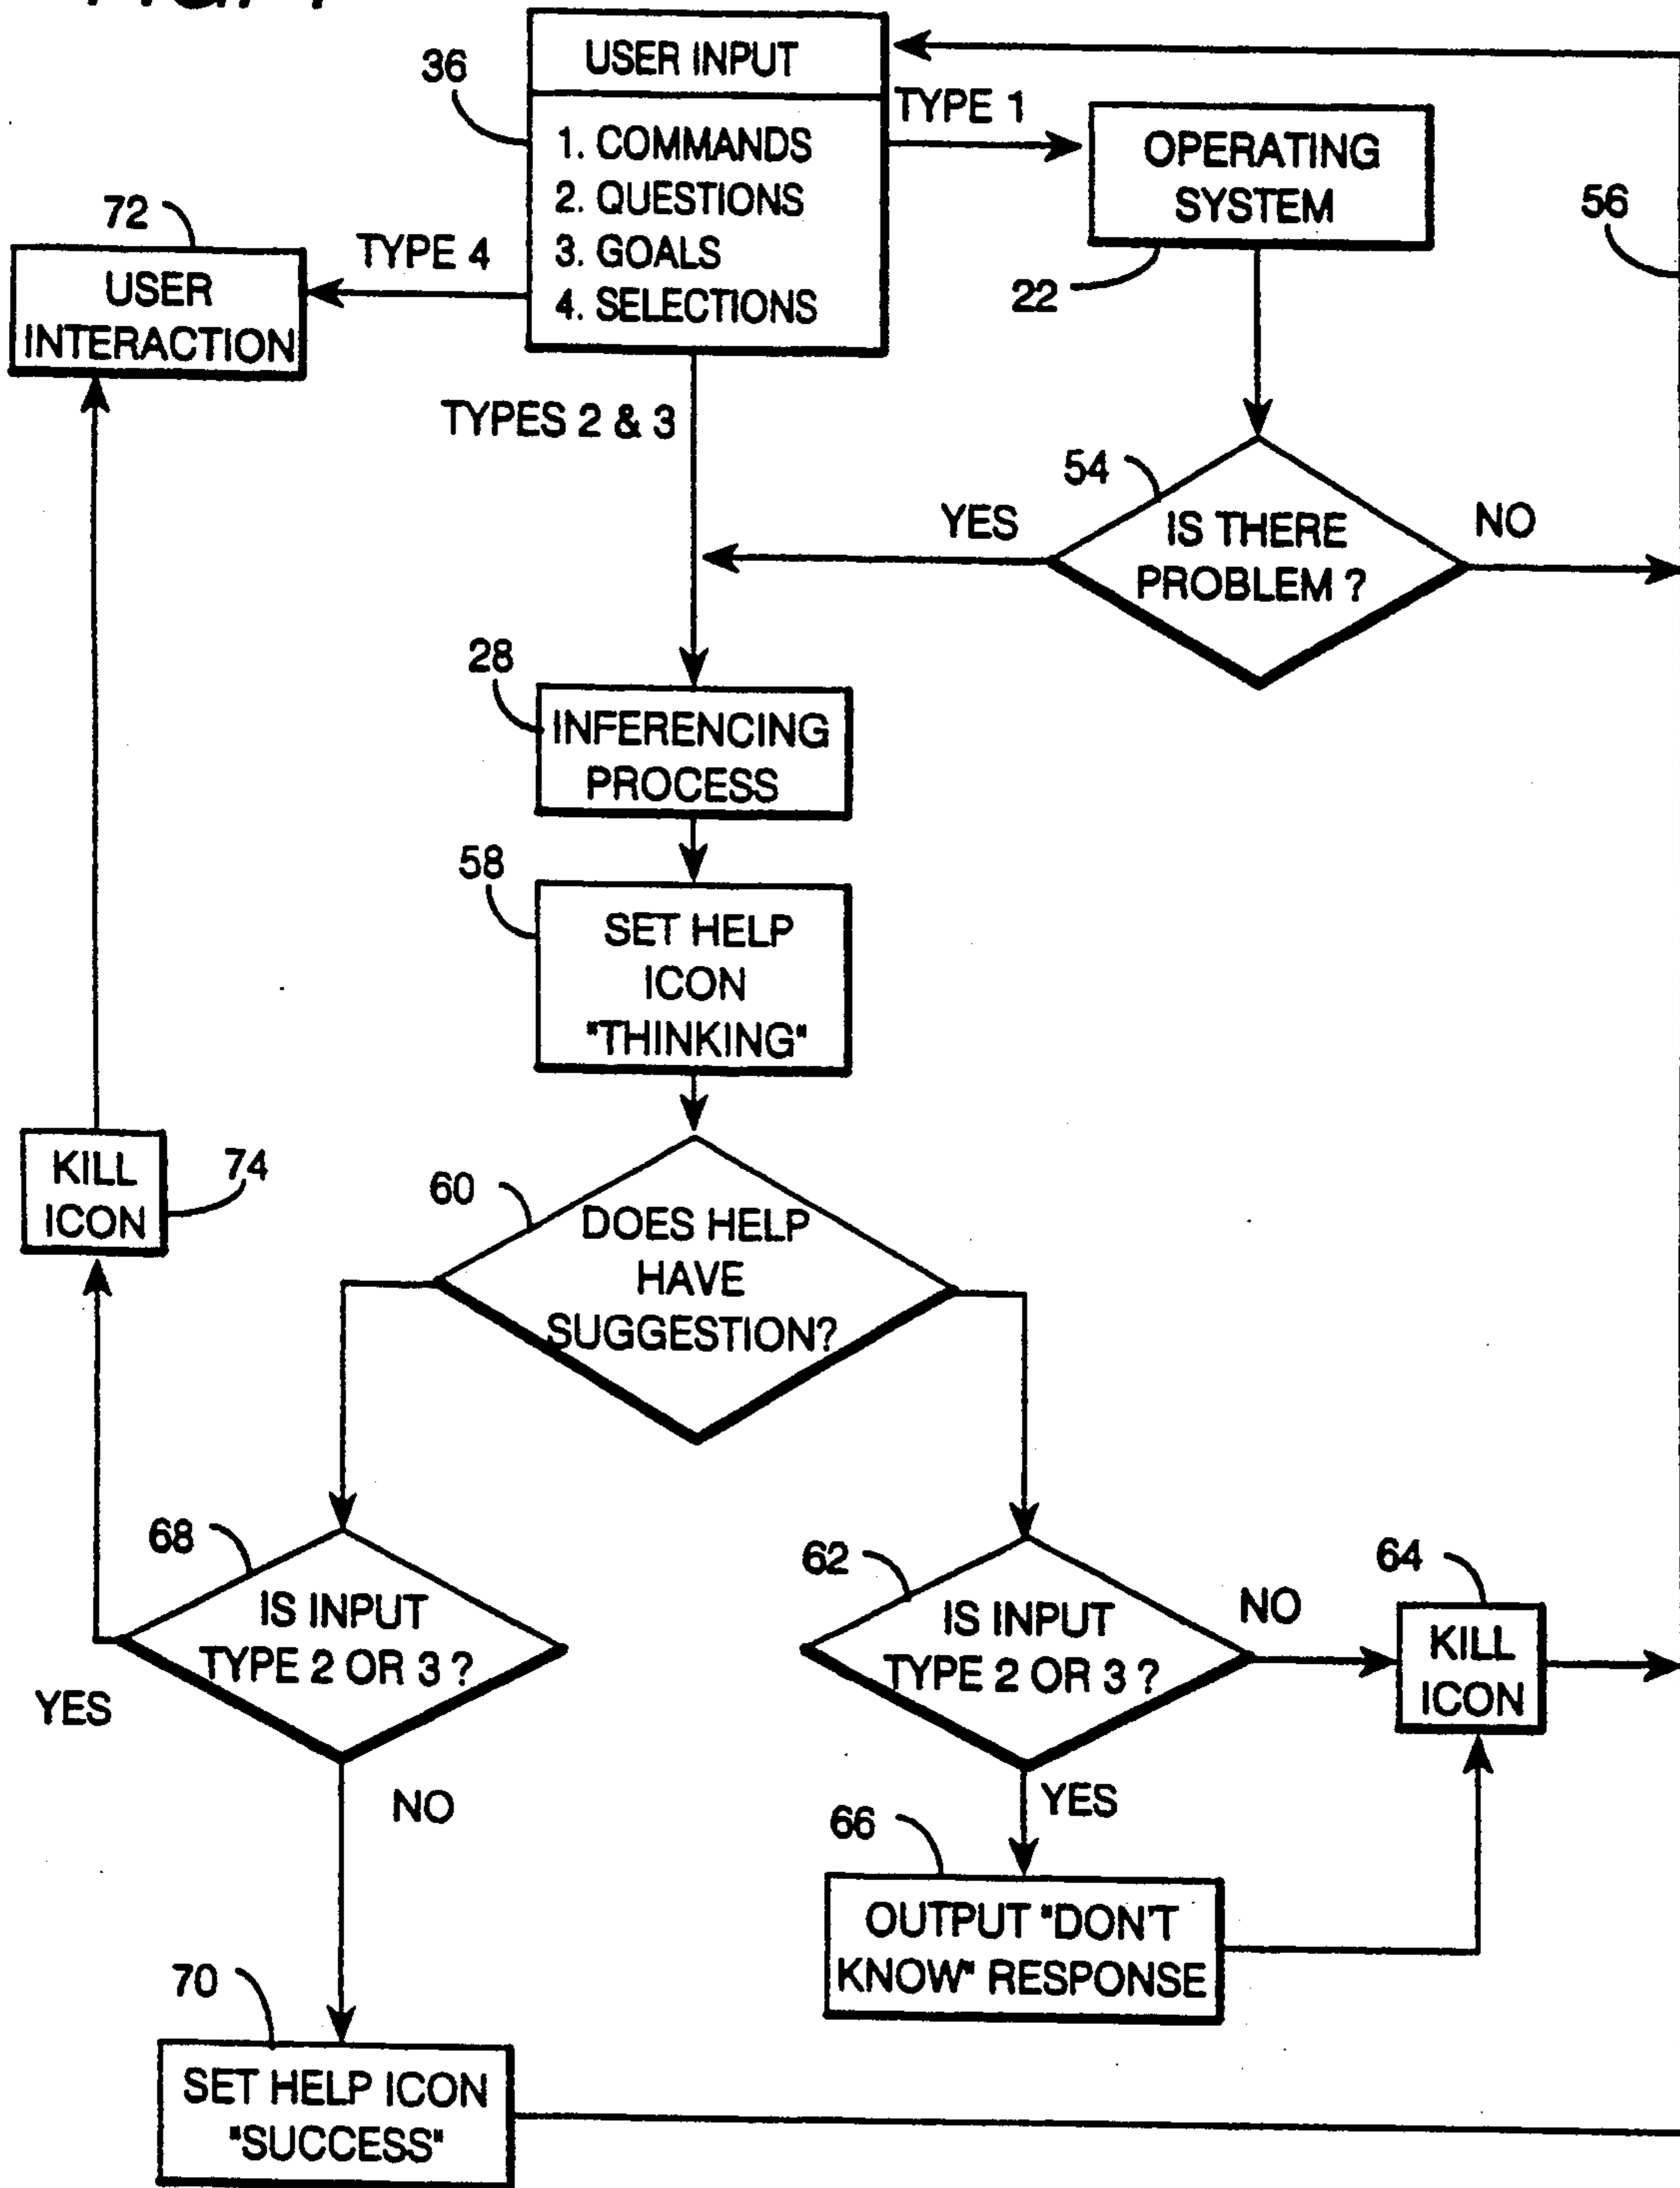 USER INPUT
36
1. COMMANDS
2. QUESTIONS
3. GOALS
4. SELECTIONS
TYPE 1
OPERATING
SYSTEM
22
56
72
USER
INTERACTION
TYPE 4
TYPES 2 & 3
54
YES
IS THERE
PROBLEM ?
NO
28
INFERENCING
PROCESS
58
SET HELP
ICON
"THINKING"
KILL
ICON
74
60
DOES HELP
HAVE
SUGGESTION?
68
IS INPUT
TYPE 2 OR 3 ?
YES
NO
62
IS INPUT
TYPE 2 OR 3 ?
NO
64
KILL
ICON
YES
66
OUTPUT "DON'T
KNOW" RESPONSE
70
SET HELP ICON
"SUCCESS"